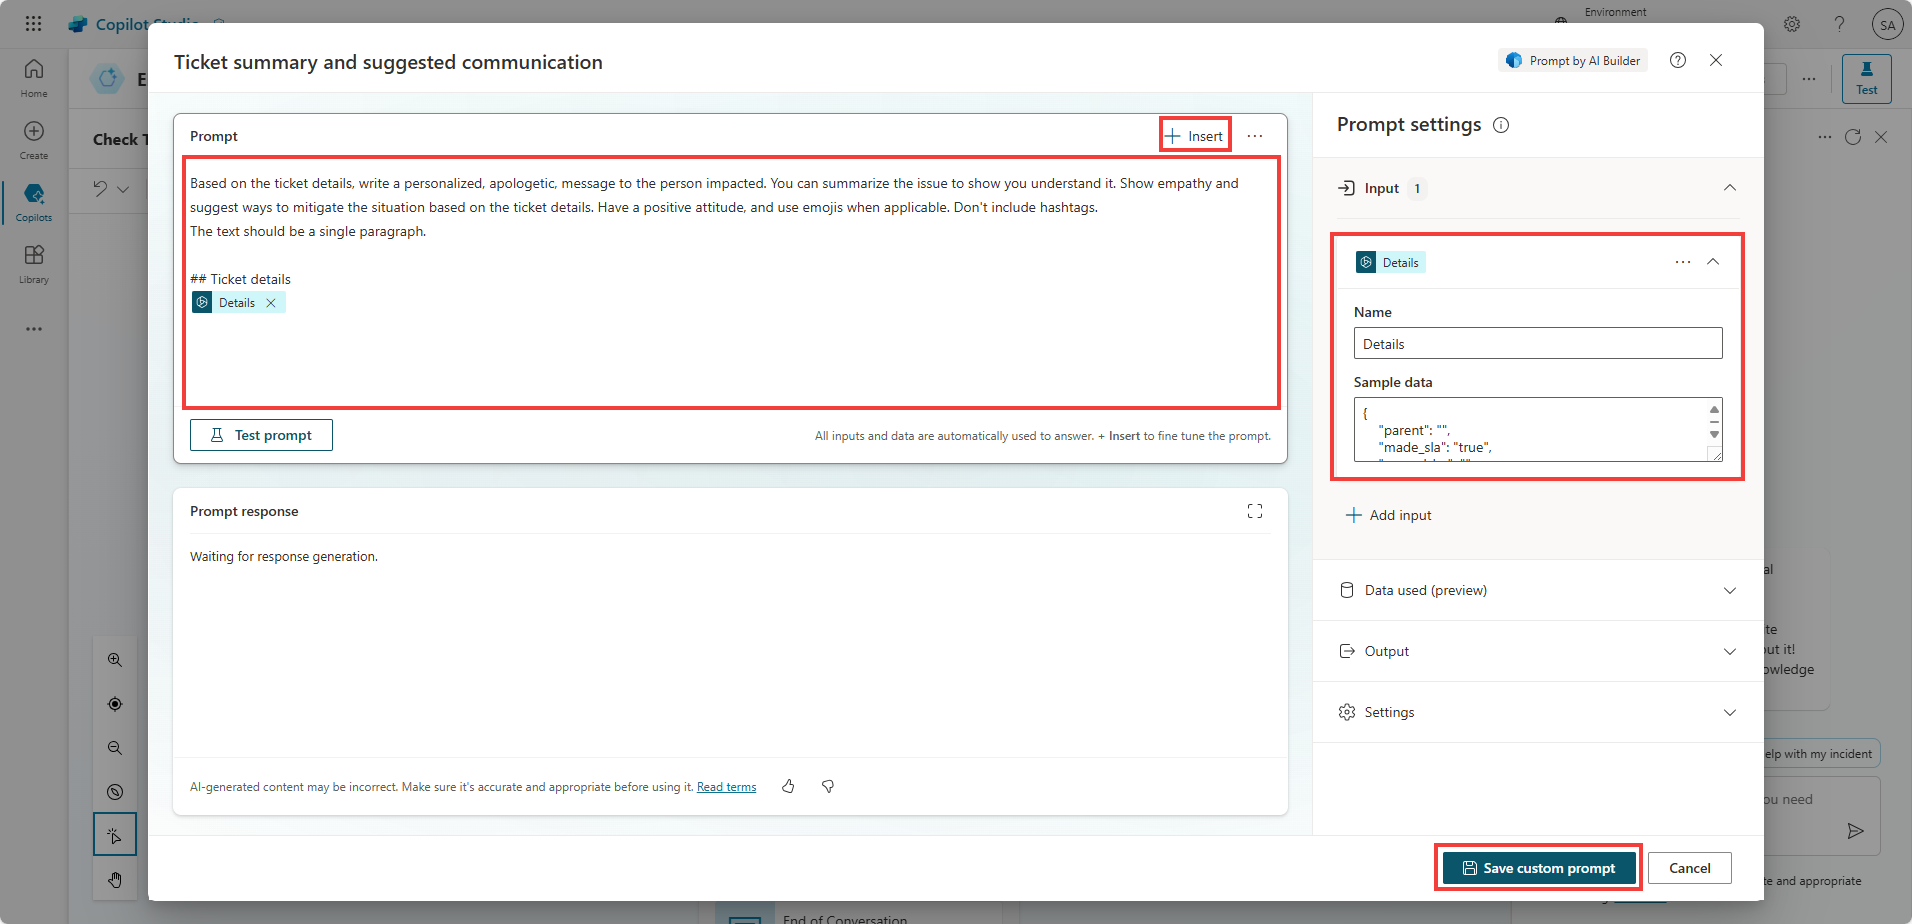 Copilot Studio
Environment
SA
Home
Create
Copilots
Library
E
Check T
Test
Ticket summary and suggested communication
Prompt by AI Builder
Prompt
Insert
Based on the ticket details, write a personalized, apologetic, message to the person impacted. You can summarize the issue to show you understand it. Show empathy and
suggest ways to mitigate the situation based on the ticket details. Have a positive attitude, and use emojis when applicable. Don't include hashtags.
The text should be a single paragraph.
## Ticket details
Details
Test prompt
All inputs and data are automatically used to answer. + Insert to fine tune the prompt.
Prompt response
Waiting for response generation.
AI-generated content may be incorrect. Make sure it's accurate and appropriate before using it. Read terms
Prompt settings
Input 1
Details
Name
Details
Sample data
{
"parent": "",
"made_sla": "true",
Add input
Data used (preview)
Output
Settings
Save custom prompt
Cancel
al
ite
out it!
owledge
elp with my incident
ou need
te and appropriate
End of Conversation